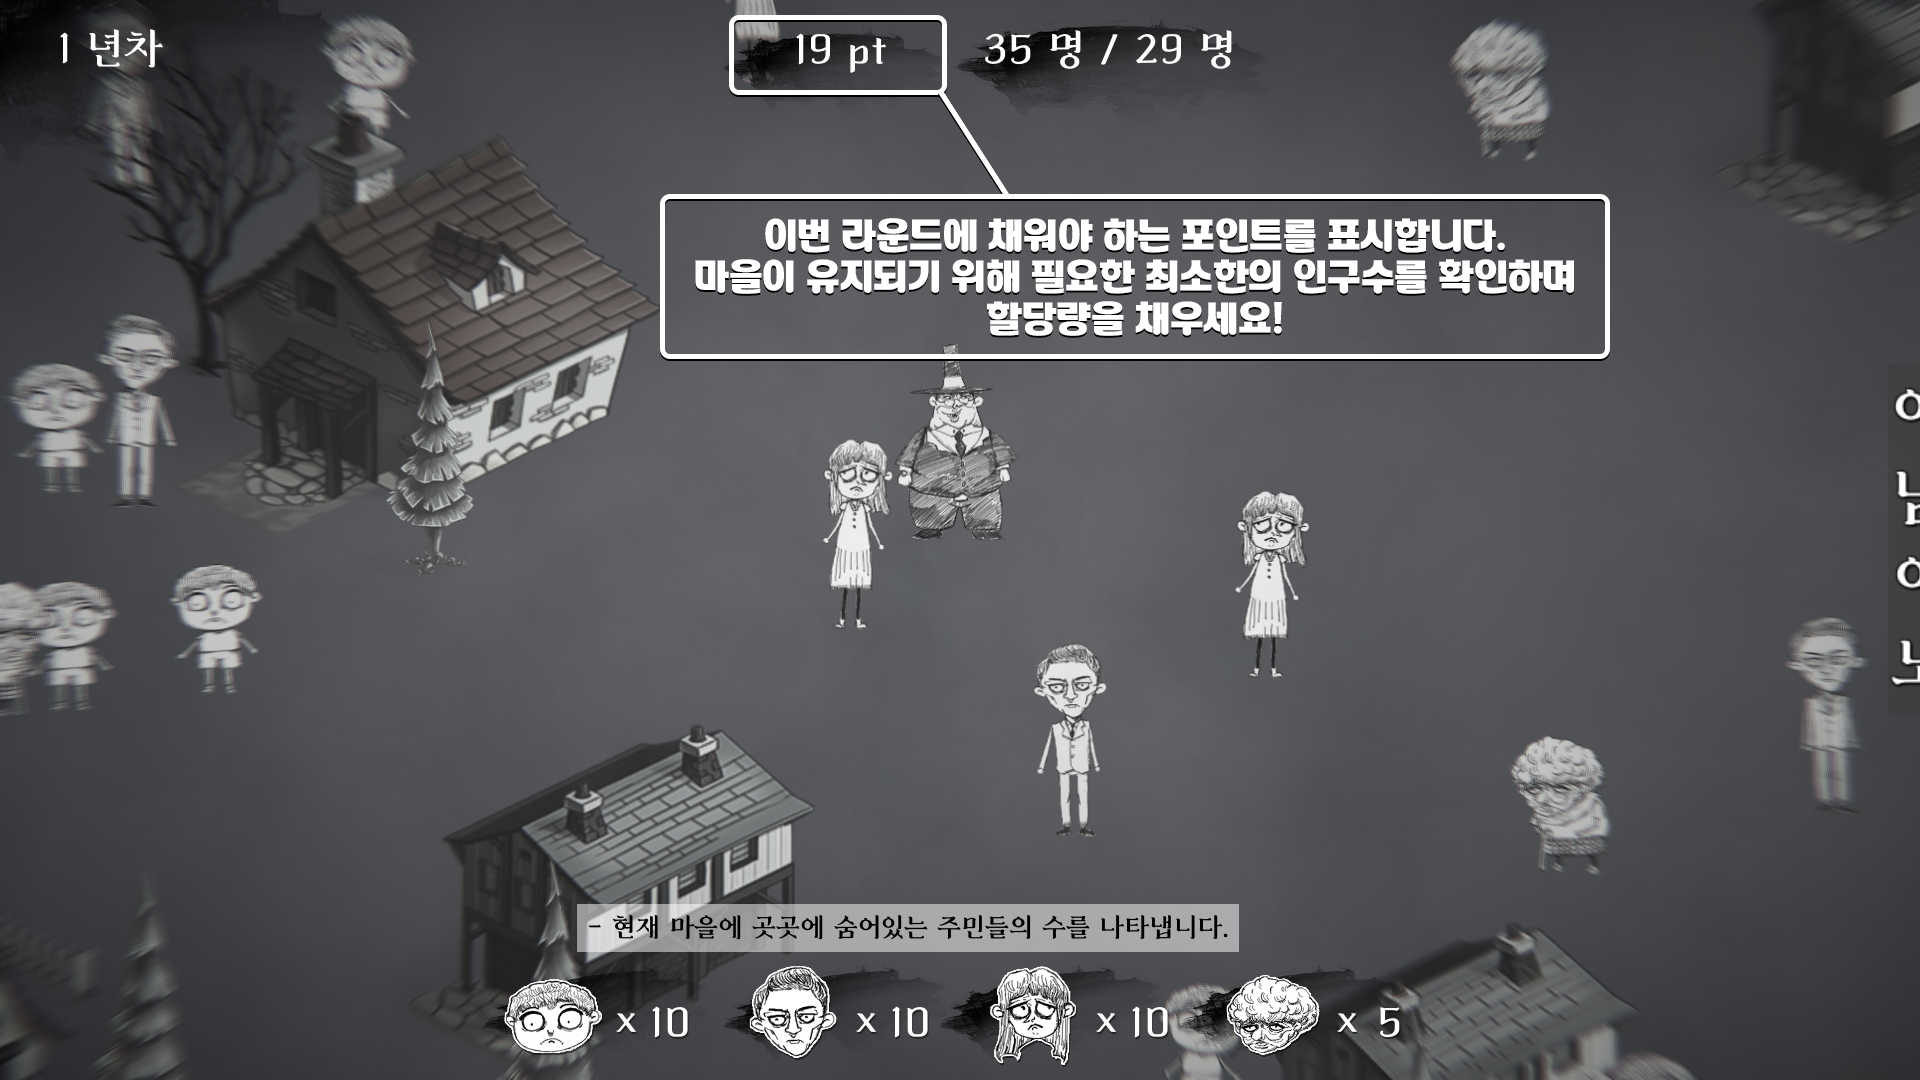 1 년차
19 pt
35 명 / 29 명
이번 라운드에 채워야 하는 포인트를 표시합니다.
마을이 유지되기 위해 필요한 최소한의 인구수를 확인하며
할당량을 채우세요!
- 현재 마을에 곳곳에 숨어있는 주민들의 수를 나타냅니다.
x 10
x 10
x 10
x 5